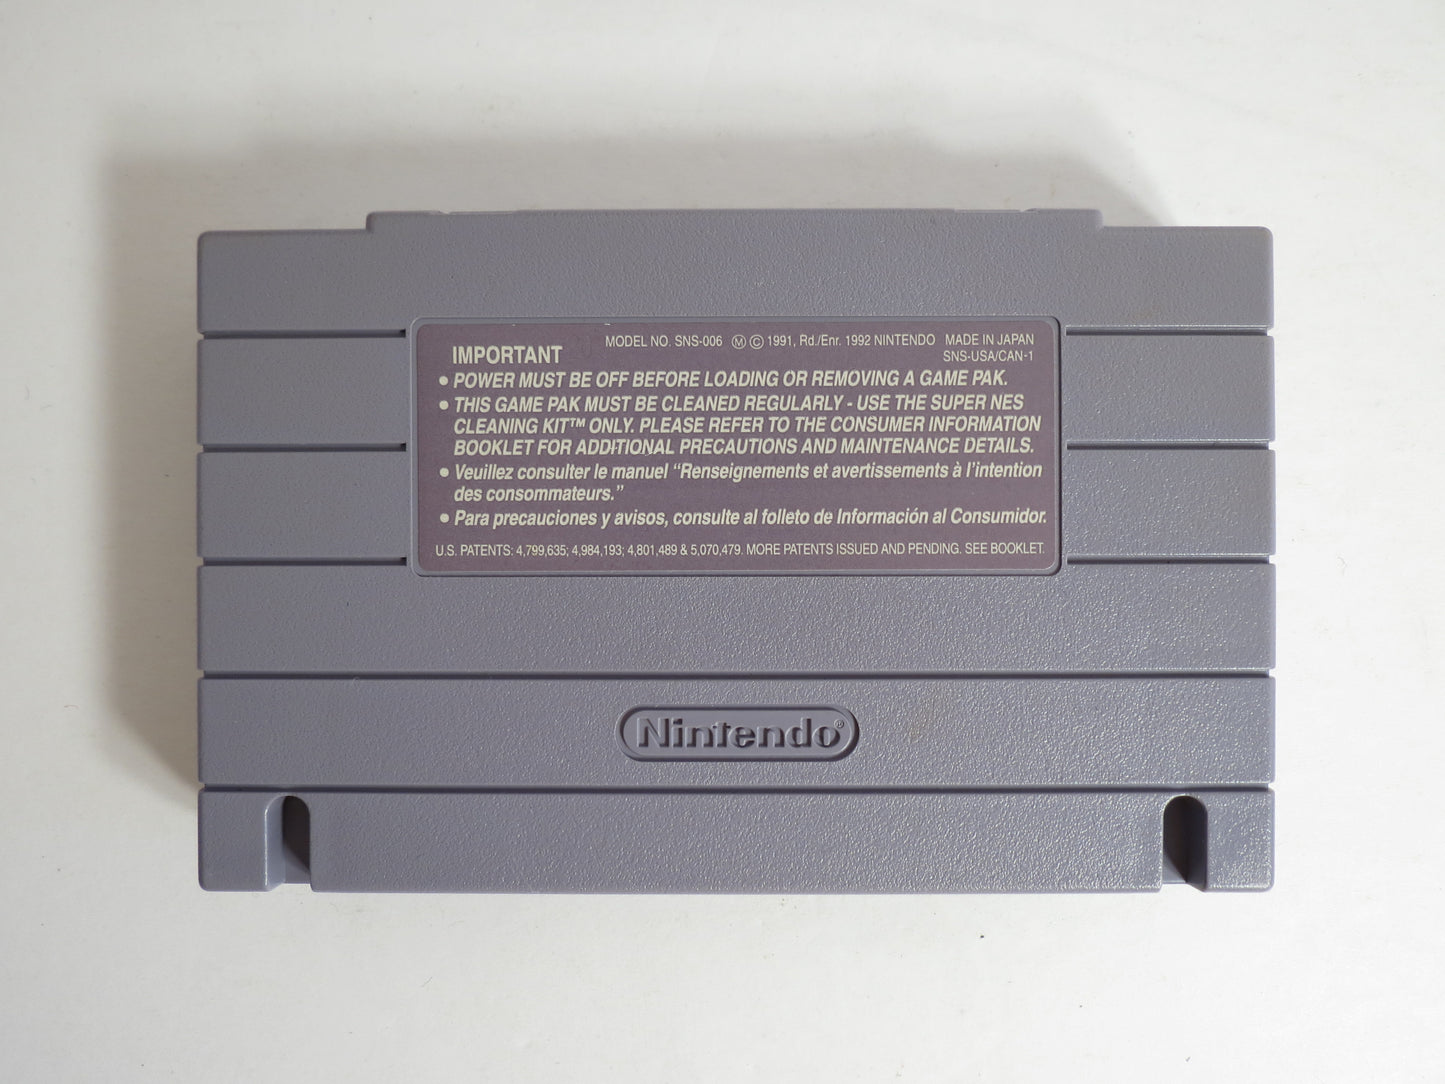 MODEL NO. SNS-006 Ⓜ © 1991, Rd./Enr. 1992 NINTENDO MADE IN JAPAN
IMPORTANT SNS-USA/CAN-1
• POWER MUST BE OFF BEFORE LOADING OR REMOVING A GAME PAK.
• THIS GAME PAK MUST BE CLEANED REGULARLY - USE THE SUPER NES
CLEANING KIT™ ONLY. PLEASE REFER TO THE CONSUMER INFORMATION
BOOKLET FOR ADDITIONAL PRECAUTIONS AND MAINTENANCE DETAILS.
• Veuillez consulter le manuel “Renseignements et avertissements à l’intention
des consommateurs.”
• Para precauciones y avisos, consulte al folleto de Información al Consumidor.
U.S. PATENTS: 4,799,635; 4,984,193; 4,801,489 & 5,070,479. MORE PATENTS ISSUED AND PENDING. SEE BOOKLET.
Nintendo®